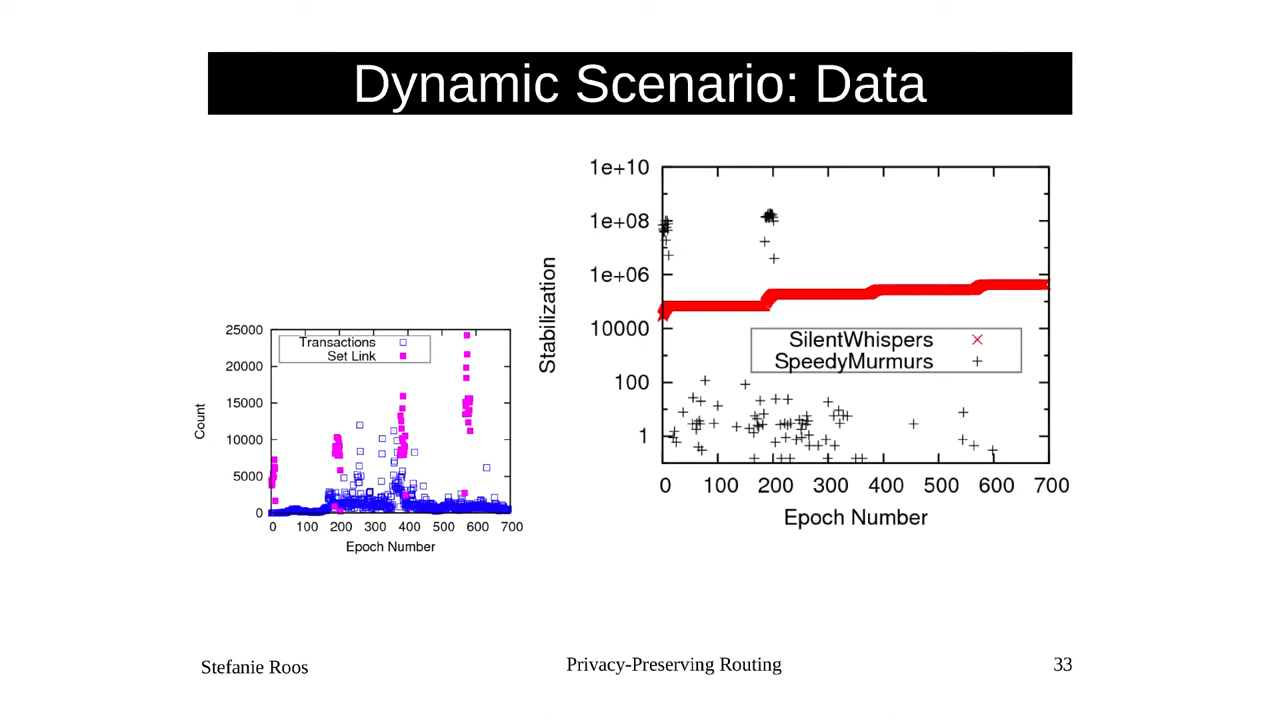 Dynamic Scenario: Data
25000
20000
15000
10000
5000
0
Count
Transactions
Set Link
0 100 200 300 400 500 600 700
Epoch Number
1e+10
1e+08
1e+06
10000
100
1
Stabilization
SilentWhispers
SpeedyMurmurs
0 100 200 300 400 500 600 700
Epoch Number
Stefanie Roos
Privacy-Preserving Routing
33